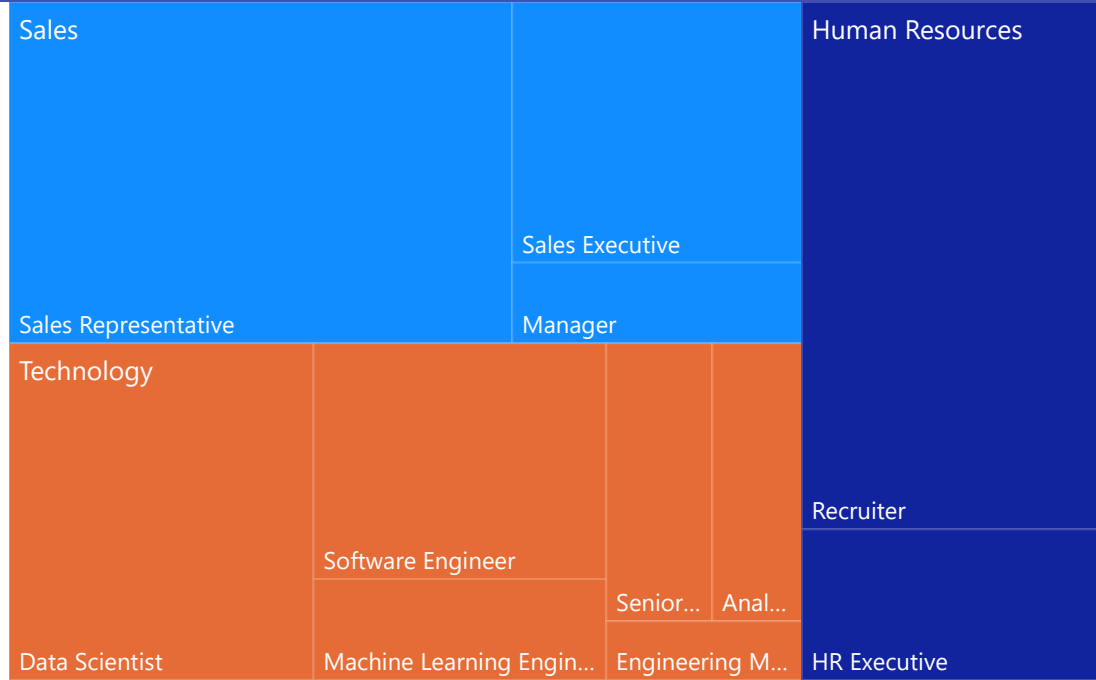 Sales
Sales Representative
Sales Executive
Manager
Technology
Data Scientist
Software Engineer
Machine Learning Engin...
Senior...
Anal...
Engineering M...
Human Resources
Recruiter
HR Executive